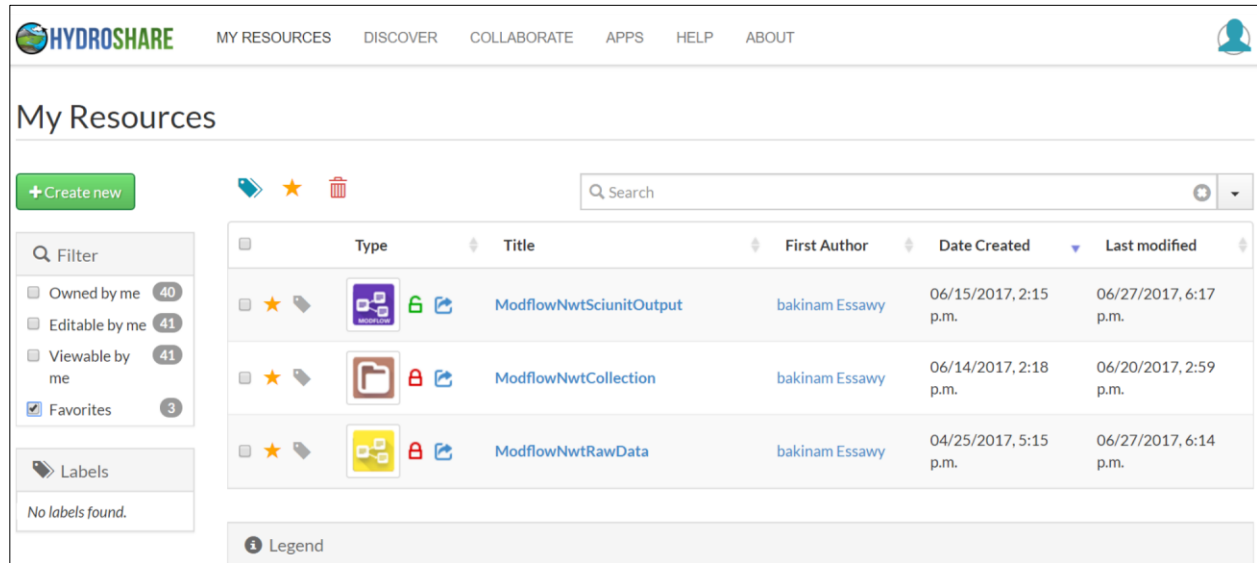 HYDROSHARE MY RESOURCES DISCOVER COLLABORATE APPS HELP ABOUT
My Resources
+Create new
Search
Filter
Owned by me 40
Editable by me 41
Viewable by me 41
Favorites 3
Labels
No labels found.
Type Title First Author Date Created Last modified
MODFLOW ModflowNwtSciunitOutput bakinam Essawy 06/15/2017, 2:15 p.m. 06/27/2017, 6:17 p.m.
ModflowNwtCollection bakinam Essawy 06/14/2017, 2:18 p.m. 06/20/2017, 2:59 p.m.
ModflowNwtRawData bakinam Essawy 04/25/2017, 5:15 p.m. 06/27/2017, 6:14 p.m.
Legend